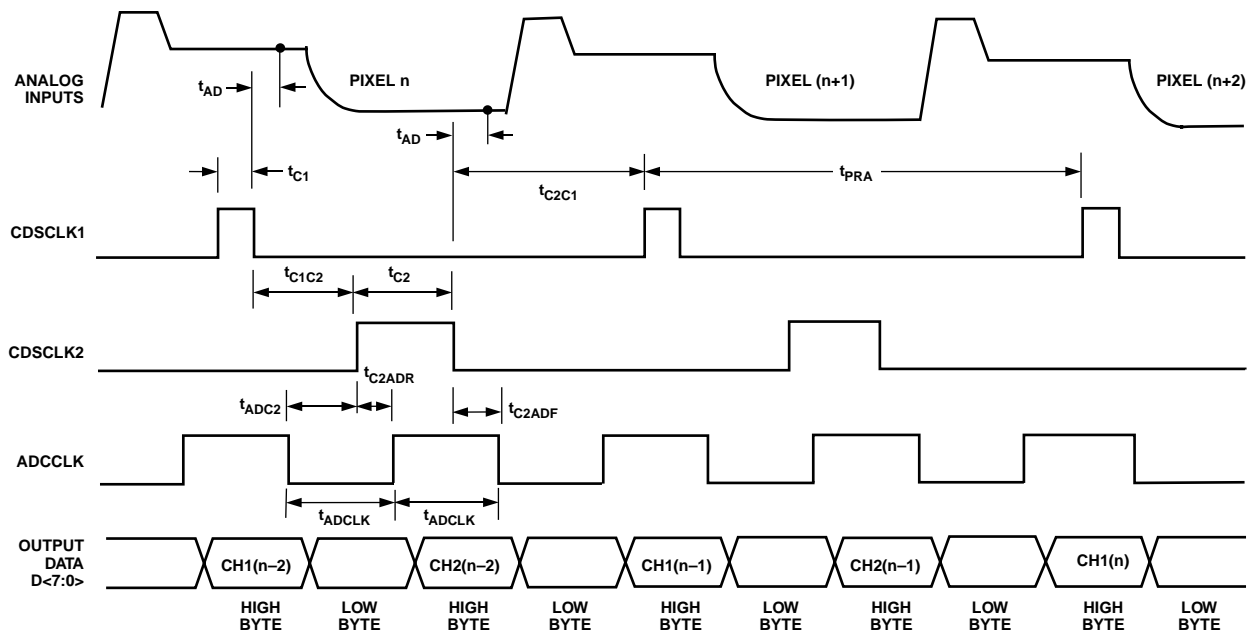 ANALOG
INPUTS
PIXEL n
PIXEL (n+1)
PIXEL (n+2)
tAD
tAD
tC1
tC2C1
tPRA
CDSCLK1
tC1C2
tC2
CDSCLK2
tC2ADR
tADC2
tC2ADF
ADCCLK
tADCLK
tADCLK
OUTPUT
DATA
D<7:0>
CH1(n–2)
CH2(n–2)
CH1(n–1)
CH2(n–1)
CH1(n)
HIGH
BYTE
LOW
BYTE
HIGH
BYTE
LOW
BYTE
HIGH
BYTE
LOW
BYTE
HIGH
BYTE
LOW
BYTE
HIGH
BYTE
LOW
BYTE